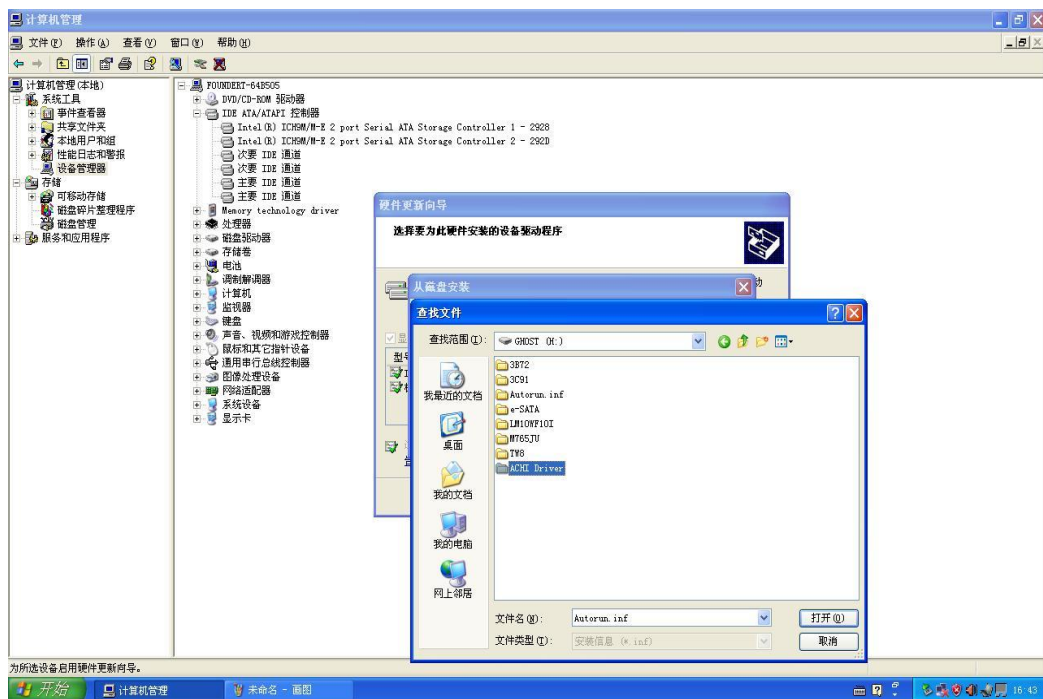 计算机管理
文件(F) 操作(A) 查看(V) 窗口(W) 帮助(H)
计算机管理(本地)
系统工具
事件查看器
共享文件夹
本地用户和组
性能日志和警报
设备管理器
存储
可移动存储
磁盘碎片整理程序
磁盘管理
服务和应用程序
FOUNDERT-64B505
DVD/CD-ROM 驱动器
IDE ATA/ATAPI 控制器
Intel(R) ICH9M/M-E 2 port Serial ATA Storage Controller 1 - 2928
Intel(R) ICH9M/M-E 2 port Serial ATA Storage Controller 2 - 292D
次要 IDE 通道
次要 IDE 通道
主要 IDE 通道
主要 IDE 通道
Memory technology driver
处理器
磁盘驱动器
存储卷
电池
调制解调器
计算机
监视器
键盘
声音、视频和游戏控制器
鼠标和其它指针设备
通用串行总线控制器
图像处理设备
网络适配器
系统设备
显示卡
硬件更新向导
选择要为此硬件安装的设备驱动程序
从磁盘安装
查找文件
查找范围(I): GHOST (H:)
我最近的文档
桌面
我的文档
我的电脑
网上邻居
3B72
3C91
Autorun.inf
e-SATA
LM10WF10I
M765JU
TW8
ACHI Driver
文件名(N): Autorun.inf 打开(O)
文件类型(T): 安装信息 (*.inf) 取消
为所选设备启用硬件更新向导。
开始 计算机管理 未命名 - 画图 16:43